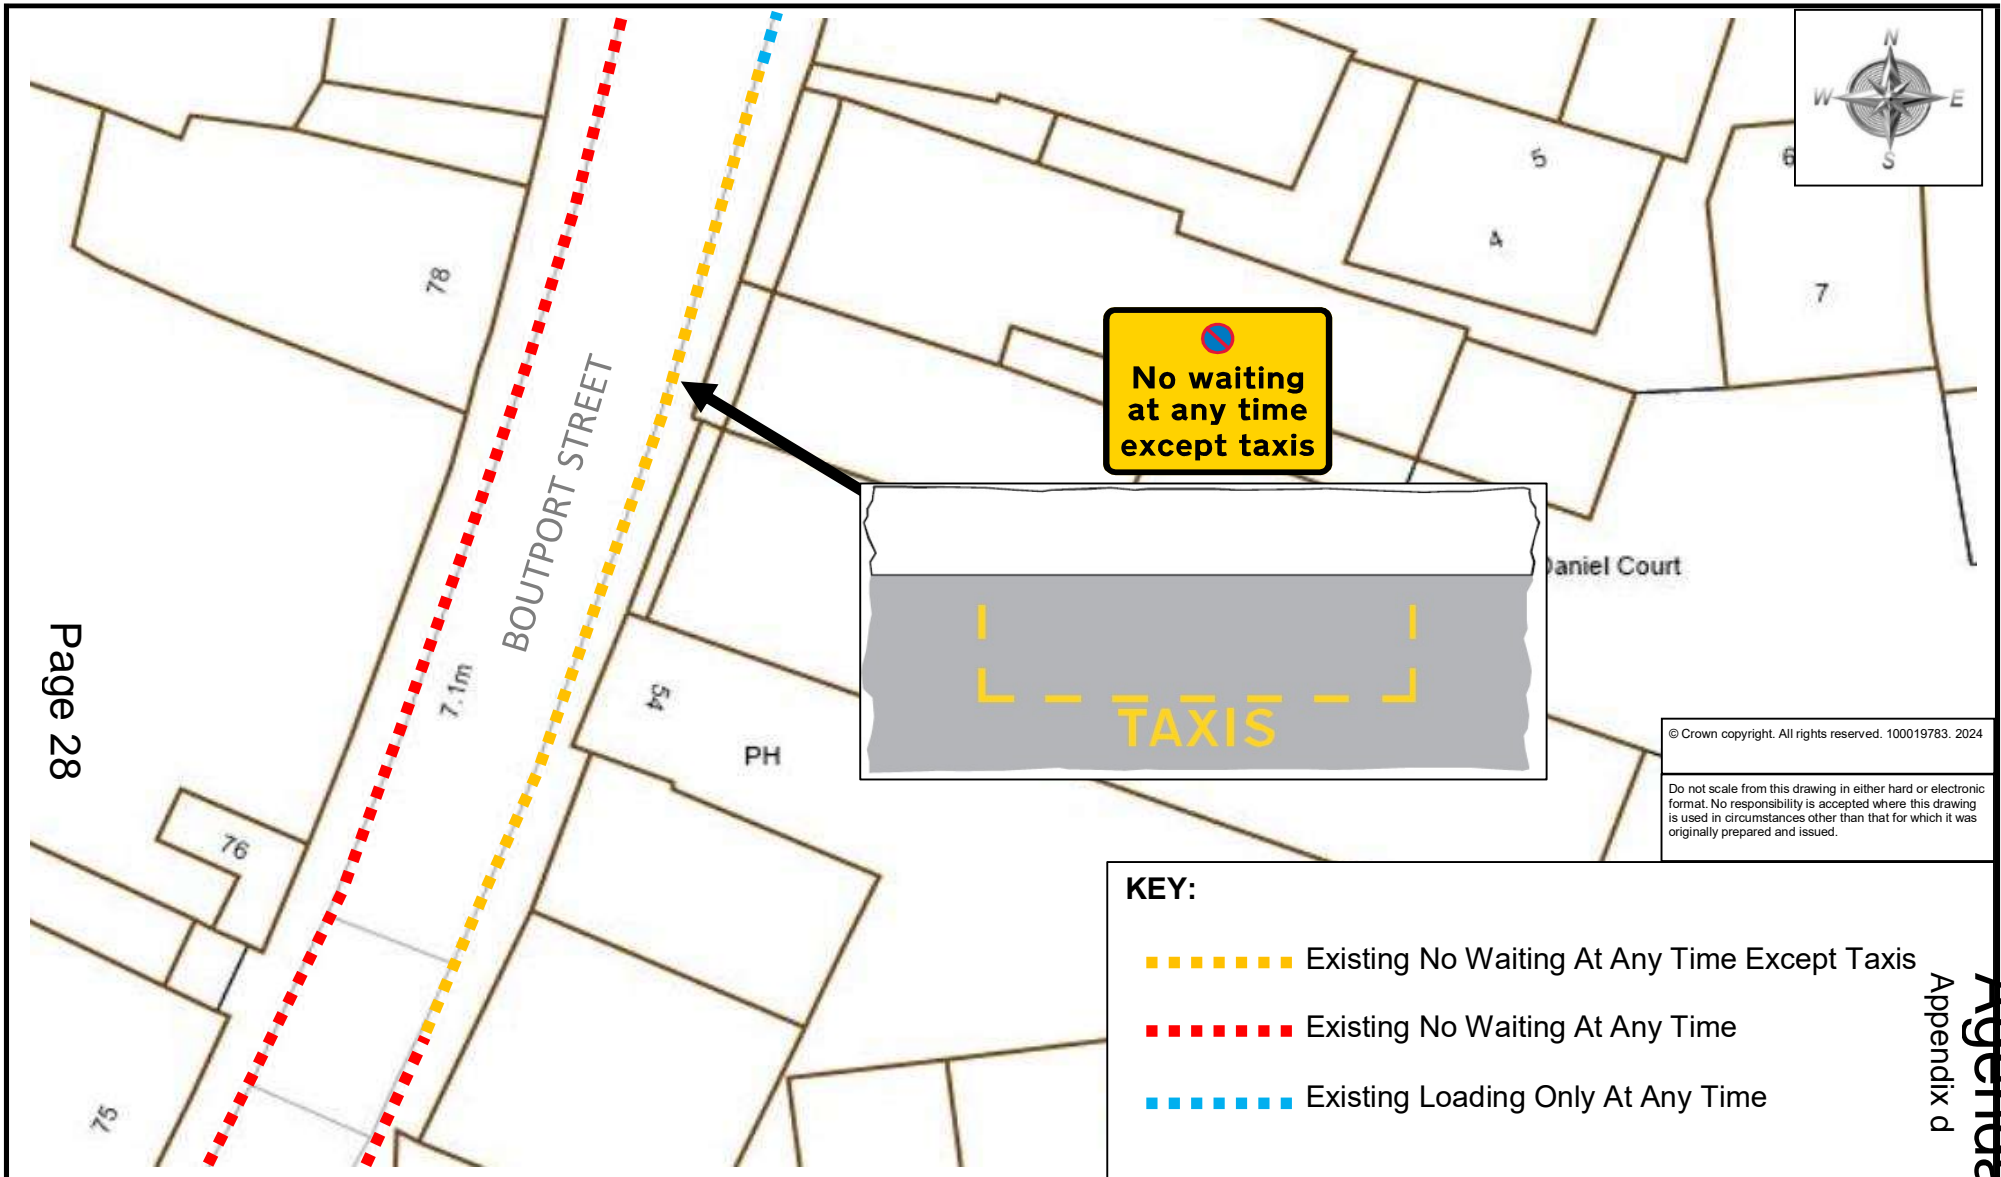 N
W E
S
5
6
4
7
78
BOUTPORT STREET
No waiting
at any time
except taxis
Daniel Court
TAXIS
7.1m
54
PH
76
75
Page 28
© Crown copyright. All rights reserved. 100019783. 2024
Do not scale from this drawing in either hard or electronic
format. No responsibility is accepted where this drawing
is used in circumstances other than that for which it was
originally prepared and issued.
KEY:
Existing No Waiting At Any Time Except Taxis
Existing No Waiting At Any Time
Existing Loading Only At Any Time
Agenda
Appendix d